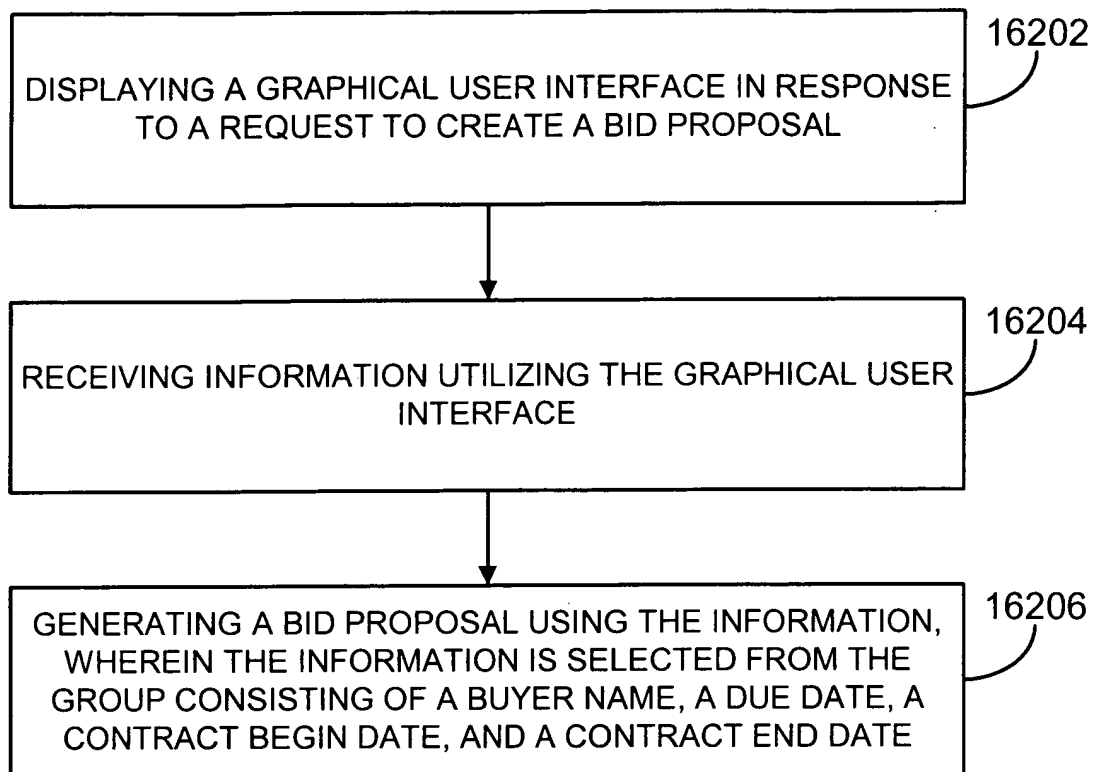 16202
DISPLAYING A GRAPHICAL USER INTERFACE IN RESPONSE
TO A REQUEST TO CREATE A BID PROPOSAL
16204
RECEIVING INFORMATION UTILIZING THE GRAPHICAL USER
INTERFACE
16206
GENERATING A BID PROPOSAL USING THE INFORMATION,
WHEREIN THE INFORMATION IS SELECTED FROM THE
GROUP CONSISTING OF A BUYER NAME, A DUE DATE, A
CONTRACT BEGIN DATE, AND A CONTRACT END DATE